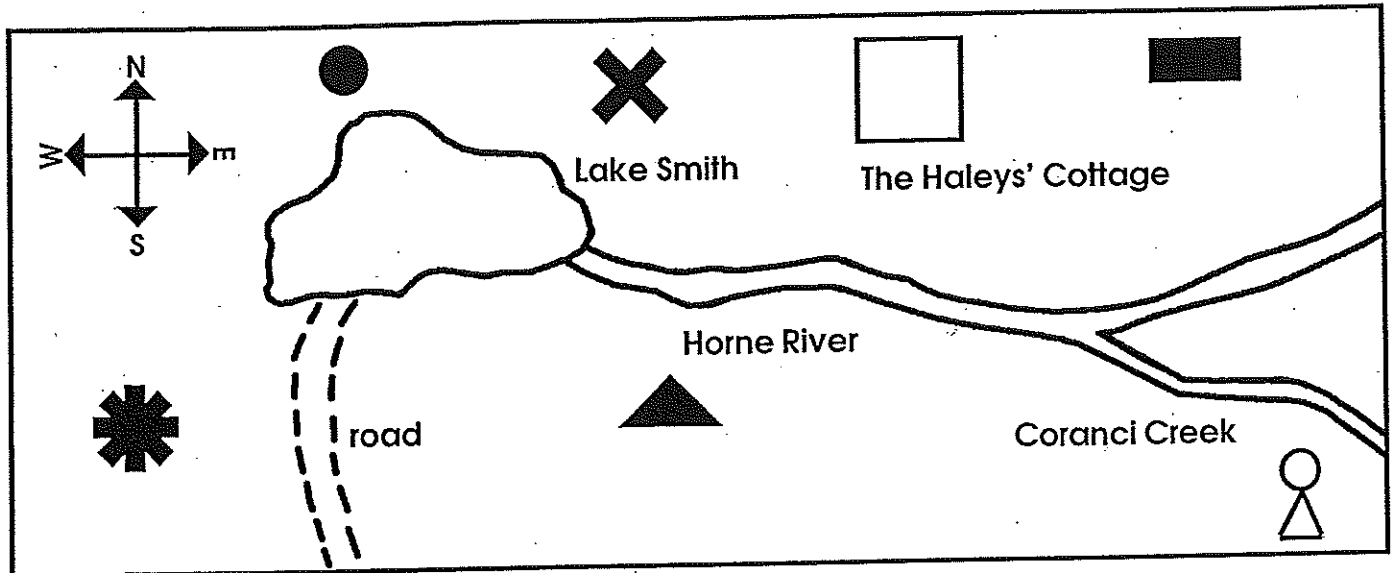 N
W E
S
Lake Smith
The Haleys' Cottage
Horne River
road
Coranci Creek